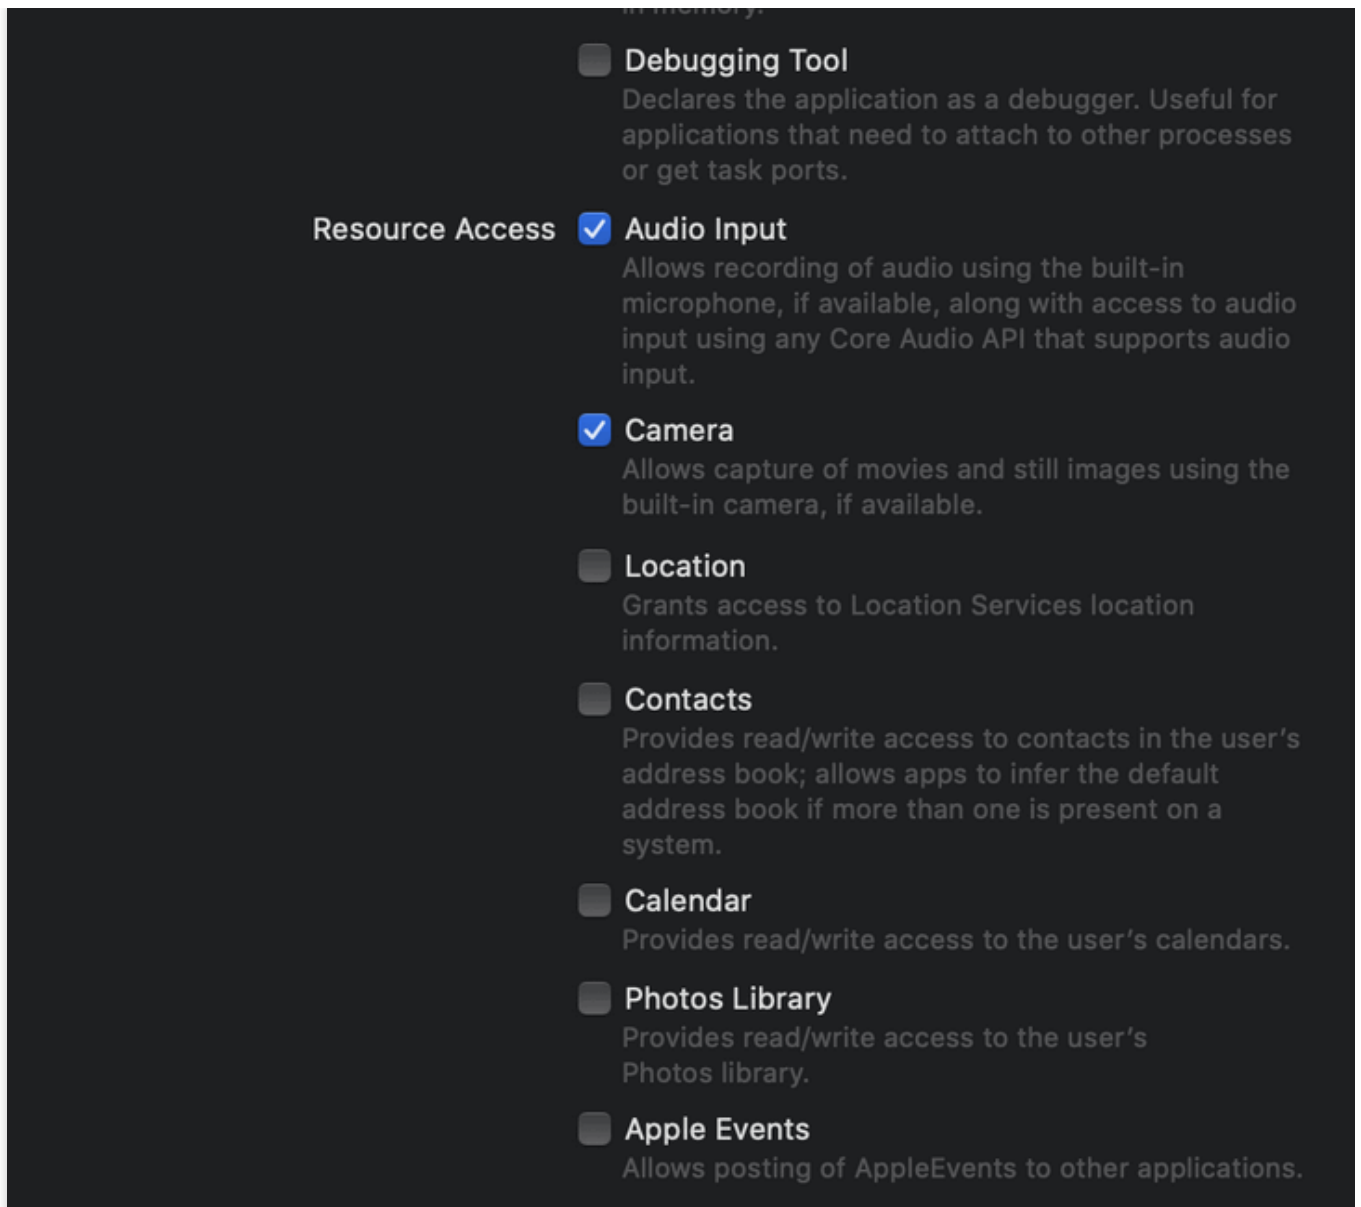 in memory.
Debugging Tool
Declares the application as a debugger. Useful for
applications that need to attach to other processes
or get task ports.
Resource Access
Audio Input
Allows recording of audio using the built-in
microphone, if available, along with access to audio
input using any Core Audio API that supports audio
input.
Camera
Allows capture of movies and still images using the
built-in camera, if available.
Location
Grants access to Location Services location
information.
Contacts
Provides read/write access to contacts in the user’s
address book; allows apps to infer the default
address book if more than one is present on a
system.
Calendar
Provides read/write access to the user’s calendars.
Photos Library
Provides read/write access to the user’s
Photos library.
Apple Events
Allows posting of AppleEvents to other applications.